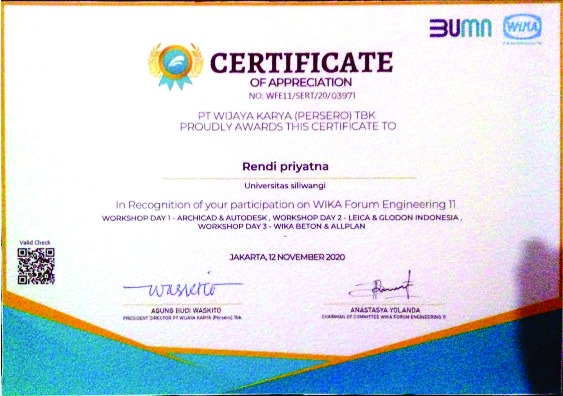 BUMN WIKA
CERTIFICATE
OF APPRECIATION
NO: WFE11/SERT/20/03971
PT WIJAYA KARYA (PERSERO) TBK
PROUDLY AWARDS THIS CERTIFICATE TO
Rendi priyatna
Universitas siliwangi
In Recognition of your participation on WIKA Forum Engineering 11
WORKSHOP DAY 1 - ARCHICAD & AUTODESK , WORKSHOP DAY 2 - LEICA & GLODON INDONESIA ,
WORKSHOP DAY 3 - WIKA BETON & ALLPLAN
-
Valid Check
JAKARTA, 12 NOVEMBER 2020
Waskito
AGUNG BUDI WASKITO
PRESIDENT DIRECTOR PT WIJAYA KARYA (Persero) Tbk
ANASTASYA YOLANDA
CHAIRMAN OF COMMITTEE WIKA FORUM ENGINEERING 11